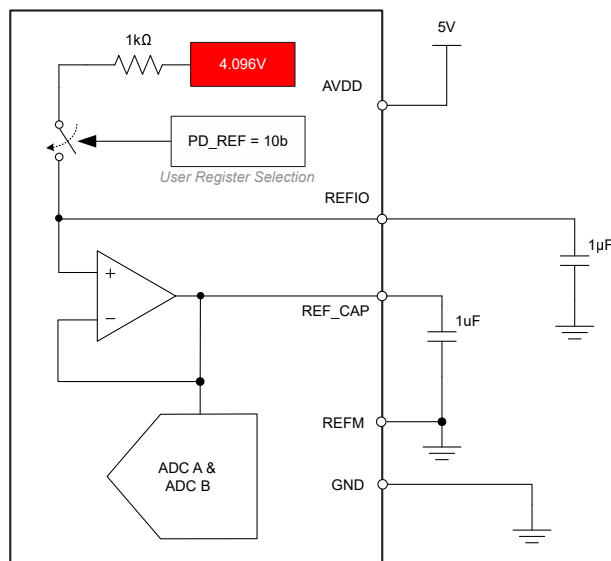 1kΩ
4.096V
5V
AVDD
PD_REF = 10b
User Register Selection
REFIO
1µF
+
−
REF_CAP
1uF
REFM
ADC A &
ADC B
GND